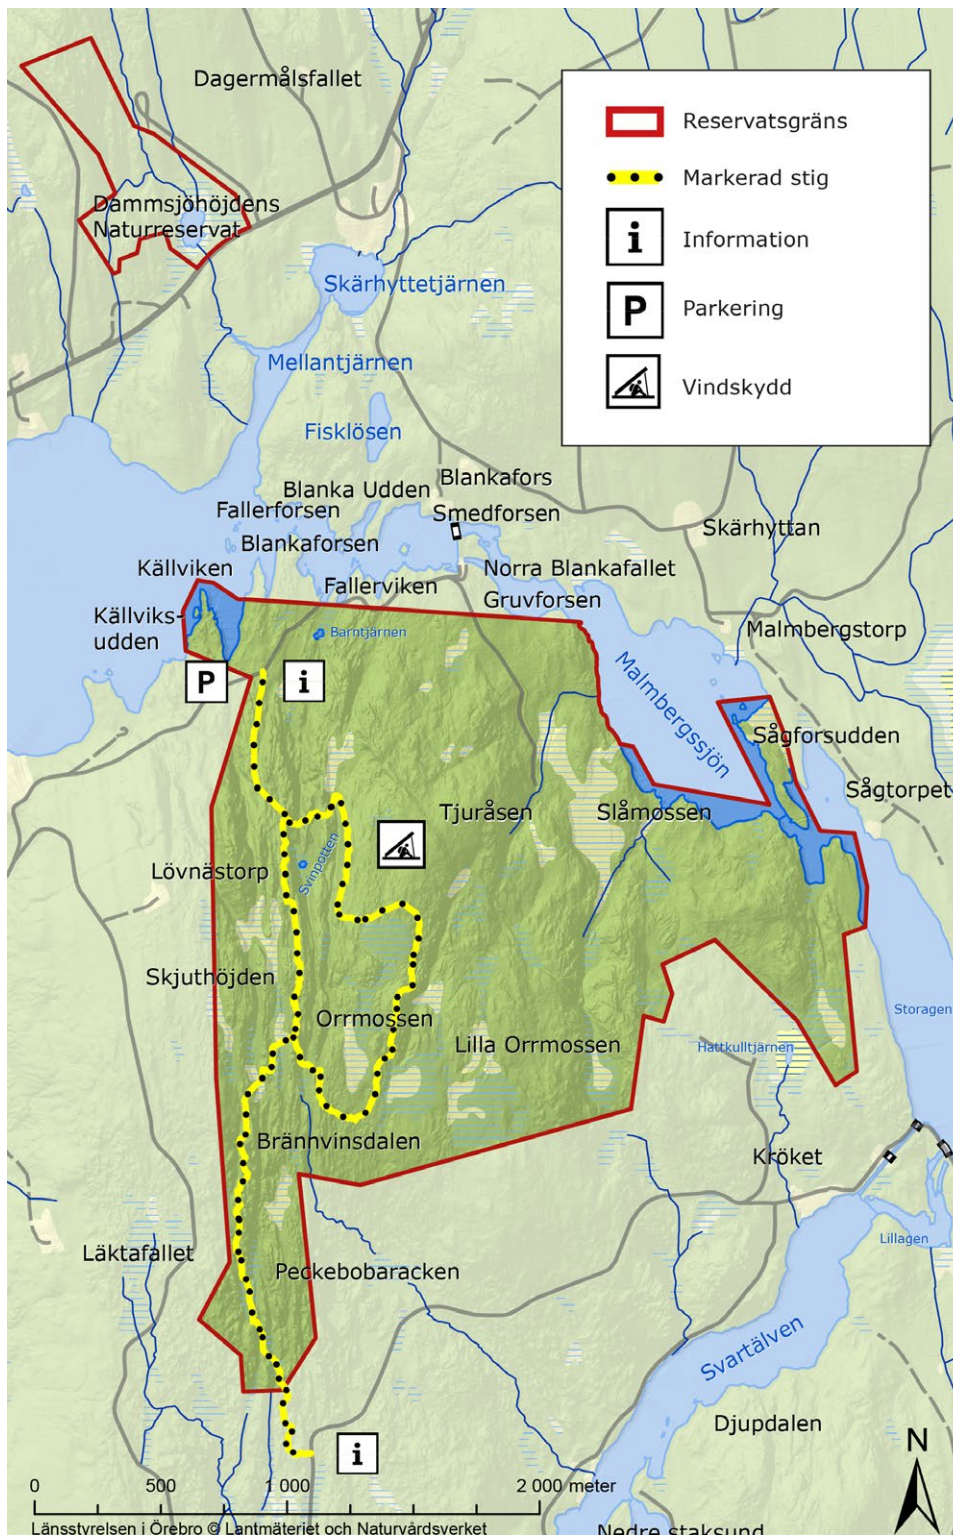 Dagermålsfallet
Reservatsgräns
Markerad stig
Information
Parkering
Vindskydd
Dammsjöhöjdens
Naturreservat
Skärhyttetjärnen
Mellantjärnen
Fisklösen
Blankafors
Blanka Udden
Fallerforsen
Smedforsen
Skärhyttan
Blankaforsen
Källviken
Fallerviken
Norra Blankafallet
Gruvforsen
Källviks-
udden
Barntjärnen
Malmbergstorp
P
i
Malmbergssjön
Sågforsudden
Sågtorpet
Tjuråsen
Slåmossen
Svinpotten
Lövnästorp
Skjuthöjden
Orrmossen
Lilla Orrmossen
Storagen
Hattkulltjärnen
Brännvinsdalen
Kröket
Läktafallet
Peckebobaracken
Lillagen
Svartälven
Djupdalen
N
i
0 500 1 000 2 000 meter
Länsstyrelsen i Örebro © Lantmäteriet och Naturvårdsverket
Nedre staksund